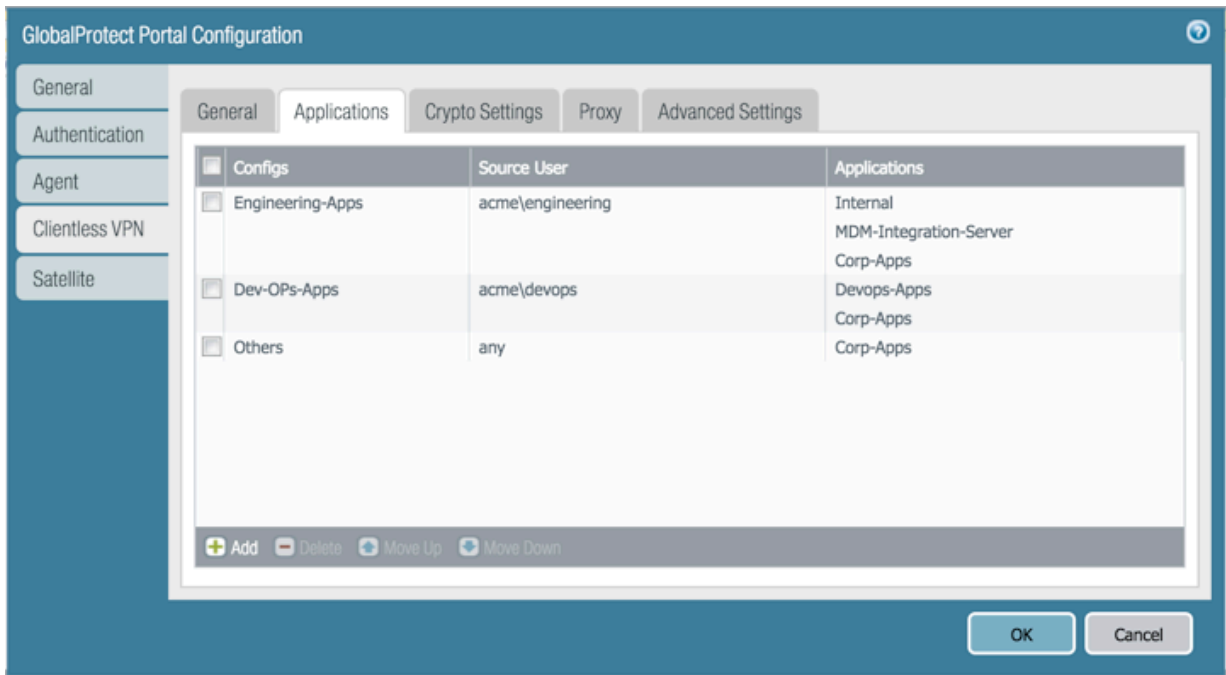 GlobalProtect Portal Configuration ?
General
Authentication
Agent
Clientless VPN
Satellite
General Applications Crypto Settings Proxy Advanced Settings
Configs Source User Applications
Engineering-Apps acme\engineering Internal
MDM-Integration-Server
Corp-Apps
Dev-OPs-Apps acme\devops Devops-Apps
Corp-Apps
Others any Corp-Apps
Add Delete Move Up Move Down
OK Cancel